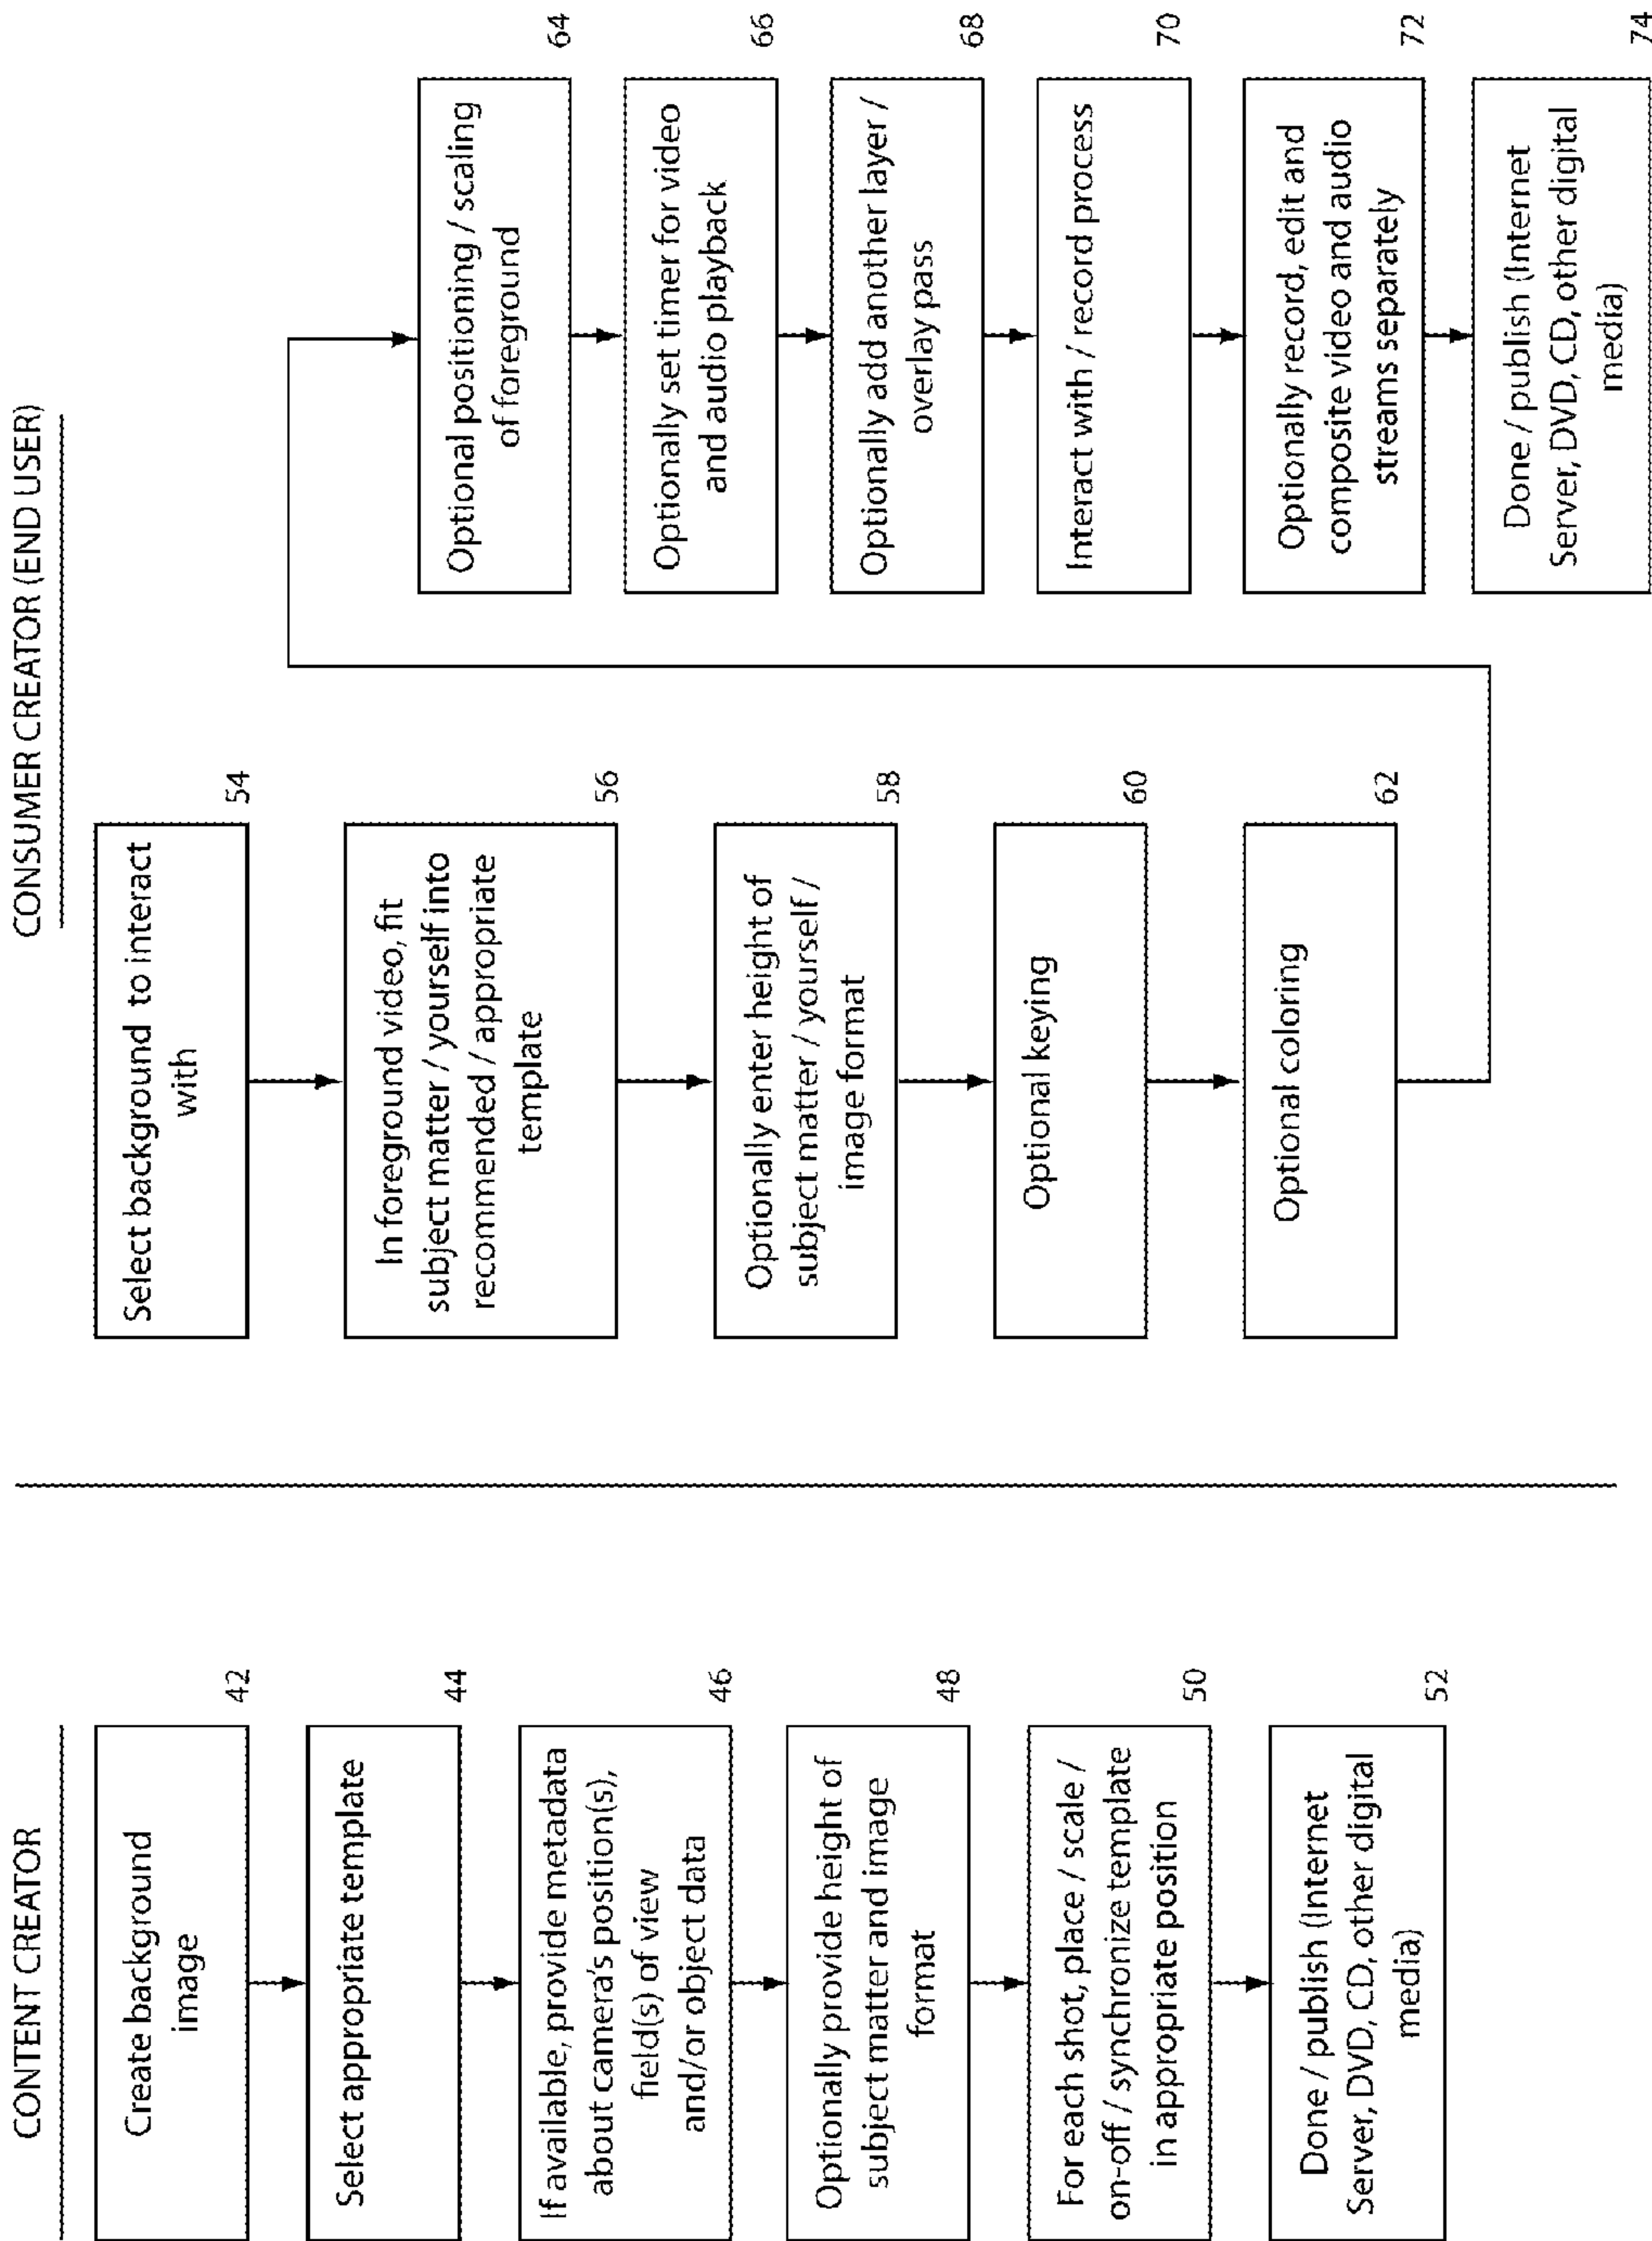 CONTENT CREATOR
Create background
image
42
Select appropriate template
44
If available, provide metadata
about camera's position(s),
field(s) of view
and/or object data
46
Optionally provide height of
subject matter and image
format
48
For each shot, place / scale /
on-off / synchronize template
in appropriate position
50
Done / publish (Internet
Server, DVD, CD, other digital
media)
52
CONSUMER CREATOR (END USER)
Select background to interact
with
54
In foreground video, fit
subject matter / yourself into
recommended / appropriate
template
56
Optionally enter height of
subject matter / yourself /
image format
58
Optional keying
60
Optional coloring
62
Optional positioning / scaling
of foreground
64
Optionally set timer for video
and audio playback
66
Optionally add another layer /
overlay pass
68
Interact with / record process
70
Optionally record, edit and
composite video and audio
streams separately
72
Done / publish (Internet
Server, DVD, CD, other digital
media)
74